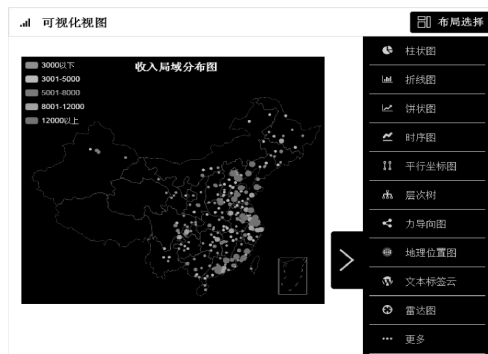 可视化视图
布局选择
收入局域分布图
3000以下
3001-5000
5001-8000
8001-12000
12000以上
柱状图
折线图
饼状图
时序图
平行坐标图
层次树
力导向图
地理位置图
文本标签云
雷达图
更多